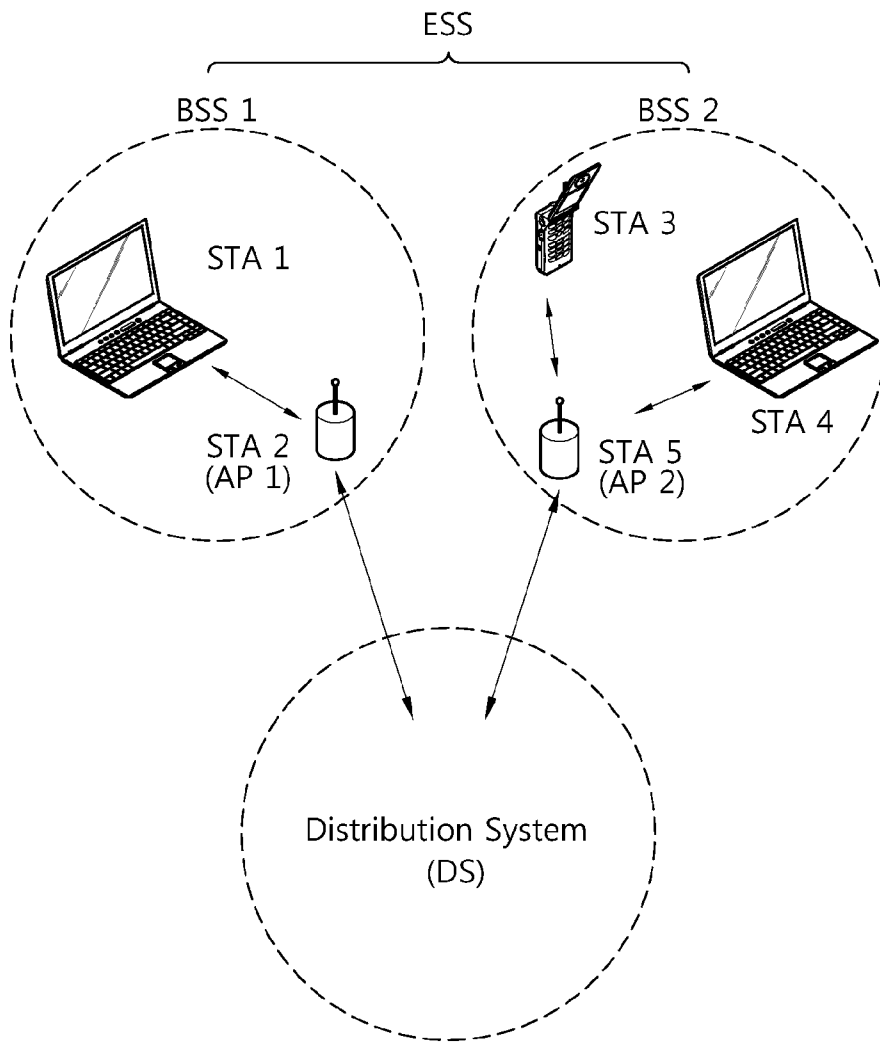 ESS
BSS 1
BSS 2
STA 1
STA 2
(AP 1)
STA 3
STA 4
STA 5
(AP 2)
Distribution System
(DS)